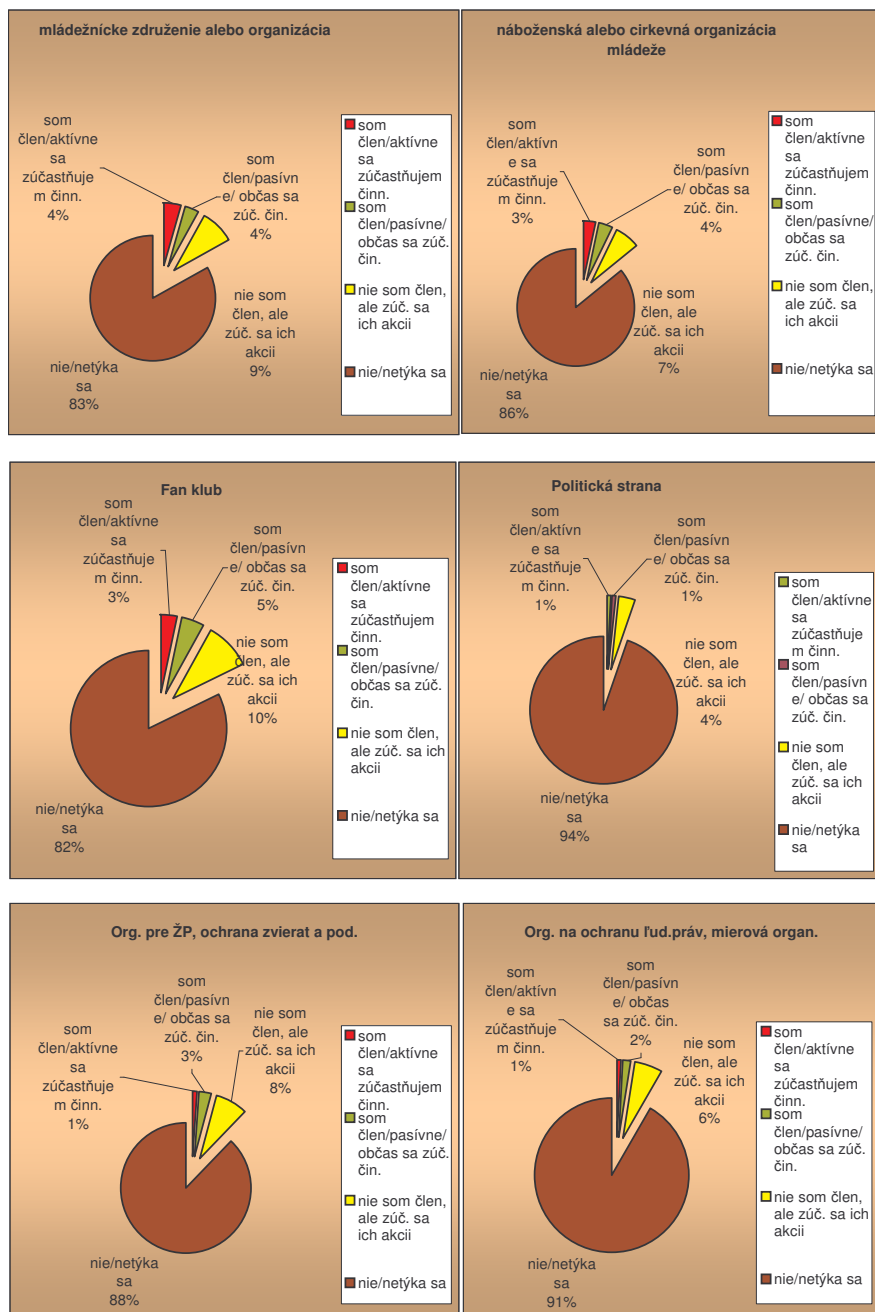 mládežnícke združenie alebo organizácia
som
člen/aktívne
sa
zúčastňuje
m činn.
4%
som
člen/pasívn
e/ občas sa
zúč. čin.
4%
nie som
člen, ale
zúč. sa ich
akcii
9%
nie/netýka
sa
83%
som
člen/aktívne
sa
zúčastňujem
činn.
som
člen/pasívne/
občas sa zúč.
čin.
nie som člen,
ale zúč. sa
ich akcii
nie/netýka sa
náboženská alebo cirkevná organizácia
mládeže
som
člen/aktívn
e sa
zúčastňuje
m činn.
3%
som
člen/pasívn
e/ občas sa
zúč. čin.
4%
nie som
člen, ale
zúč. sa ich
akcii
7%
nie/netýka
sa
86%
som
člen/aktívne
sa
zúčastňujem
činn.
som
člen/pasívne/
občas sa
zúč. čin.
nie som člen,
ale zúč. sa
ich akcii
nie/netýka sa
Fan klub
som
člen/aktívne
sa
zúčastňuje
m činn.
3%
som
člen/pasívn
e/ občas sa
zúč. čin.
5%
nie som
člen, ale
zúč. sa ich
akcii
10%
nie/netýka
sa
82%
som
člen/aktívne
sa
zúčastňujem
činn.
som
člen/pasívne/
občas sa zúč.
čin.
nie som člen,
ale zúč. sa ich
akcii
nie/netýka sa
Politická strana
som
člen/aktívn
e sa
zúčastňuje
m činn.
1%
som
člen/pasívn
e/ občas sa
zúč. čin.
1%
nie som
člen, ale
zúč. sa ich
akcii
4%
nie/netýka
sa
94%
som
člen/aktívne
sa
zúčastňuje
m činn.
som
člen/pasívn
e/ občas sa
zúč. čin.
nie som
člen, ale zúč.
sa ich akcii
nie/netýka
sa
Org. pre ŽP, ochrana zvierat a pod.
som
člen/aktívne
sa
zúčastňuje
m činn.
1%
som
člen/pasívn
e/ občas sa
zúč. čin.
3%
nie som
člen, ale
zúč. sa ich
akcii
8%
nie/netýka
sa
88%
som
člen/aktívne
sa
zúčastňujem
činn.
som
člen/pasívne/
občas sa zúč.
čin.
nie som člen,
ale zúč. sa
ich akcii
nie/netýka sa
Org. na ochranu ľud.práv, mierová organ.
som
člen/aktívn
e sa
zúčastňuje
m činn.
1%
som
člen/pasívn
e/ občas
sa zúč. čin.
2%
nie som
člen, ale
zúč. sa ich
akcii
6%
nie/netýka
sa
91%
som
člen/aktívne
sa
zúčastňujem
činn.
som
člen/pasívne/
občas sa zúč.
čin.
nie som člen,
ale zúč. sa ich
akcii
nie/netýka sa